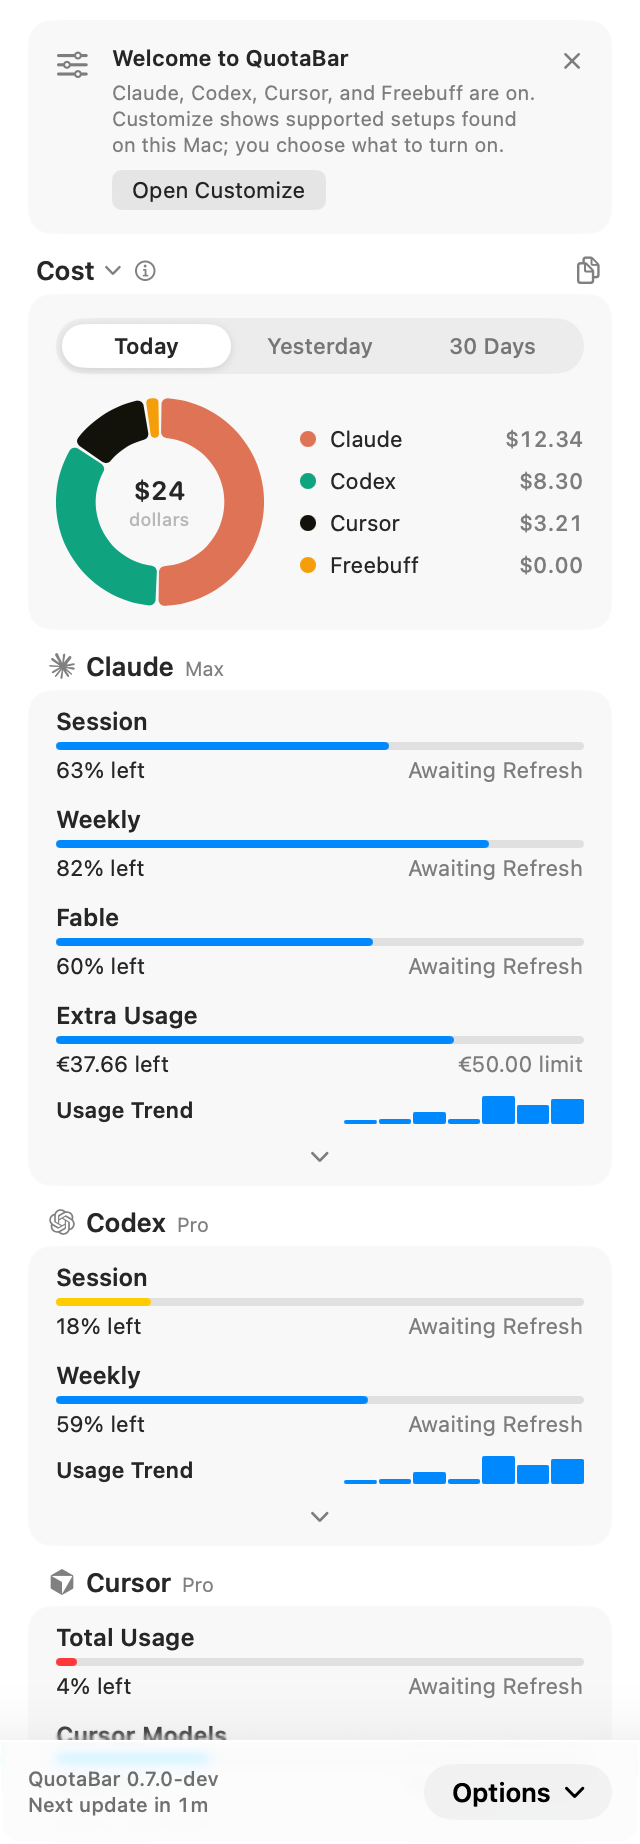 Welcome to QuotaBar
Claude, Codex, Cursor, and Freebuff are on.
Customize shows supported setups found
on this Mac; you choose what to turn on.
Open Customize
Cost
Today Yesterday 30 Days
$24
dollars
Claude $12.34
Codex $8.30
Cursor $3.21
Freebuff $0.00
Claude Max
Session
63% left Awaiting Refresh
Weekly
82% left Awaiting Refresh
Fable
60% left Awaiting Refresh
Extra Usage
€37.66 left €50.00 limit
Usage Trend
Codex Pro
Session
18% left Awaiting Refresh
Weekly
59% left Awaiting Refresh
Usage Trend
Cursor Pro
Total Usage
4% left Awaiting Refresh
Cursor Models
QuotaBar 0.7.0-dev
Next update in 1m
Options